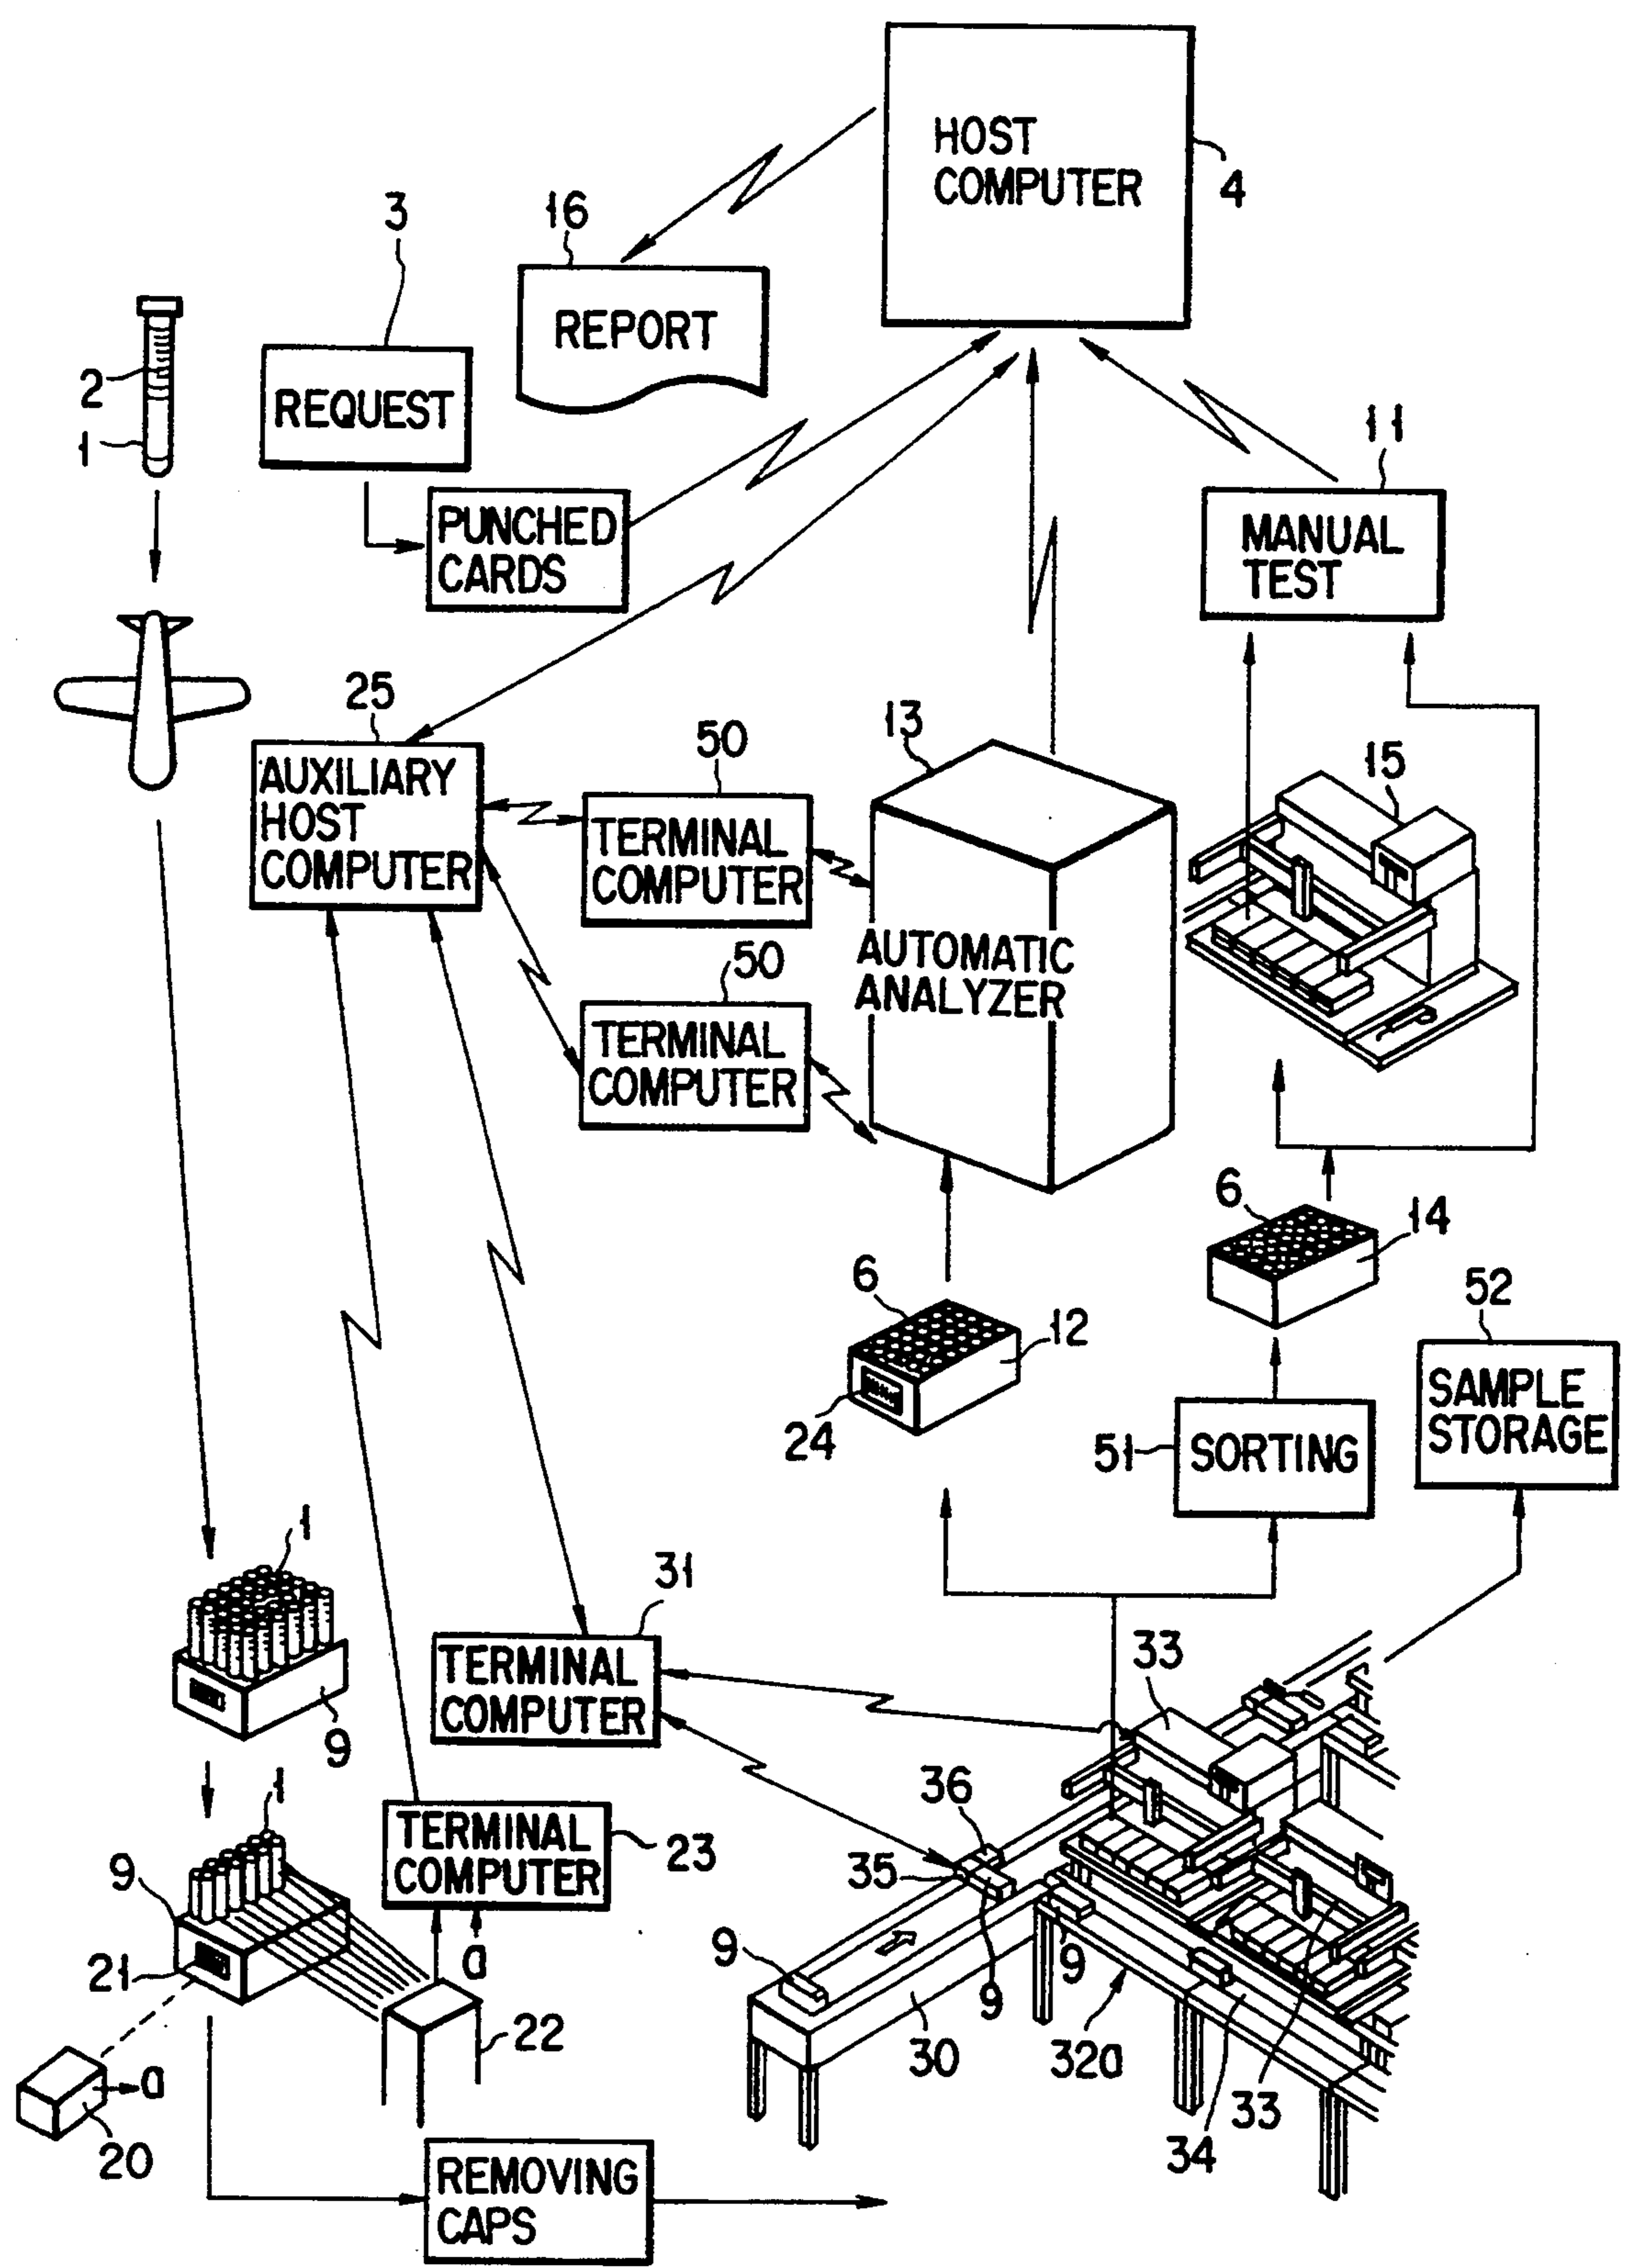 HOST
COMPUTER
4
3
16
REPORT
2
1
REQUEST
11
PUNCHED
CARDS
MANUAL
TEST
25
50
13
15
AUXILIARY
HOST
COMPUTER
TERMINAL
COMPUTER
50
AUTOMATIC
ANALYZER
TERMINAL
COMPUTER
6
14
6
12
52
24
SAMPLE
STORAGE
51
SORTING
1
31
TERMINAL
COMPUTER
33
9
1
36
9
TERMINAL
COMPUTER
23
35
21
a
9
9
9
22
30
32a
a
33
34
20
REMOVING
CAPS